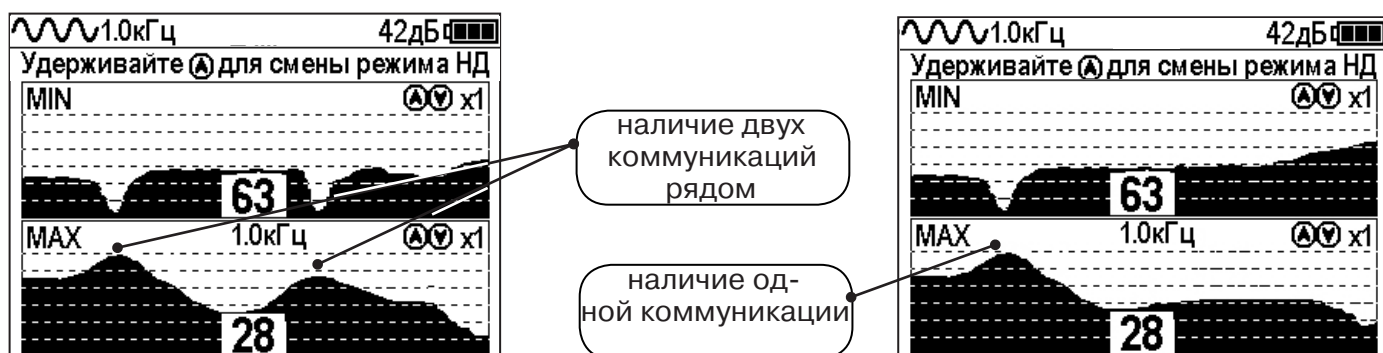 1.0кГц 42дБ
Удерживайте Ⓐ для смены режима НД
MIN x1
63
MAX 1.0кГц x1
28
наличие двух
коммуникаций
рядом
наличие од-
ной коммуникации
1.0кГц 42дБ
Удерживайте Ⓐ для смены режима НД
MIN x1
63
MAX 1.0кГц x1
28